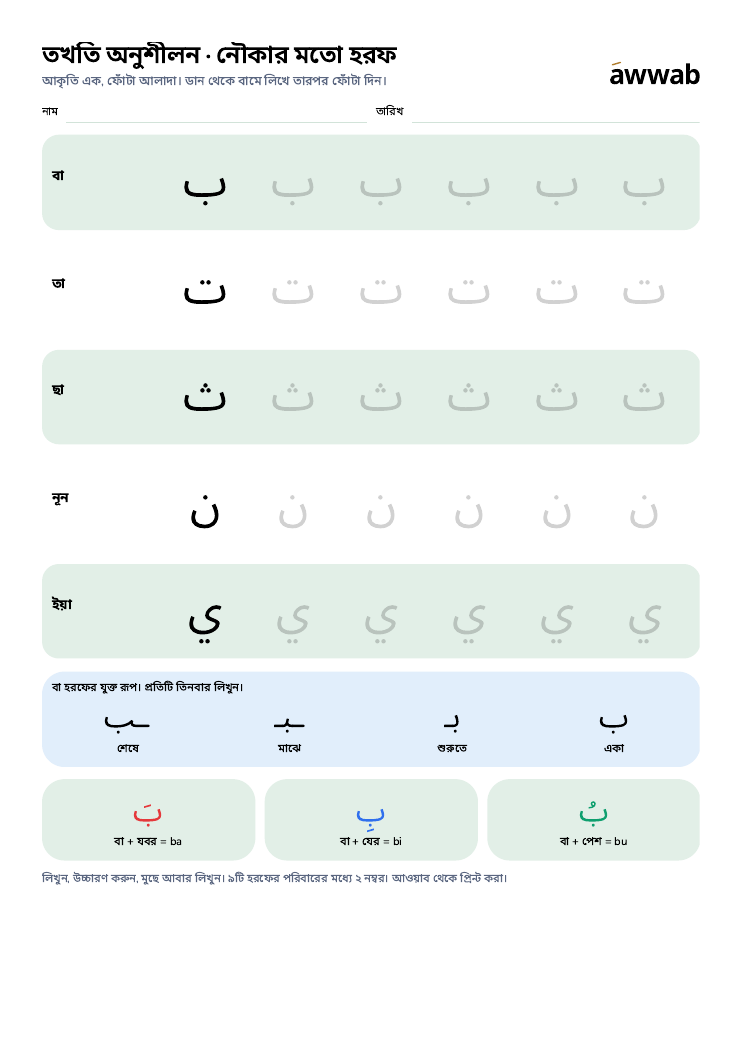 তখতি অনুশীলন · নৌকার মতো হরফ
আকৃতি এক, ফোঁটা আলাদা। ডান থেকে বামে লিখে তারপর ফোঁটা দিন।
awwab
নাম তারিখ
বা ب ب ب ب ب ب
তা ت ت ت ت ت ت
ছা ث ث ث ث ث ث
নূন ن ن ن ن ن ن
ইয়া ي ي ي ي ي ي
বা হরফের যুক্ত রূপ। প্রতিটি তিনবার লিখুন।
ـب ـبـ بـ ب
শেষে মাঝে শুরুতে একা
بَ بِ بُ
বা + যবর = ba বা + যের = bi বা + পেশ = bu
লিখুন, উচ্চারণ করুন, মুছে আবার লিখুন। ৯টি হরফের পরিবারের মধ্যে ২ নম্বর। আওয়াব থেকে প্রিন্ট করা।